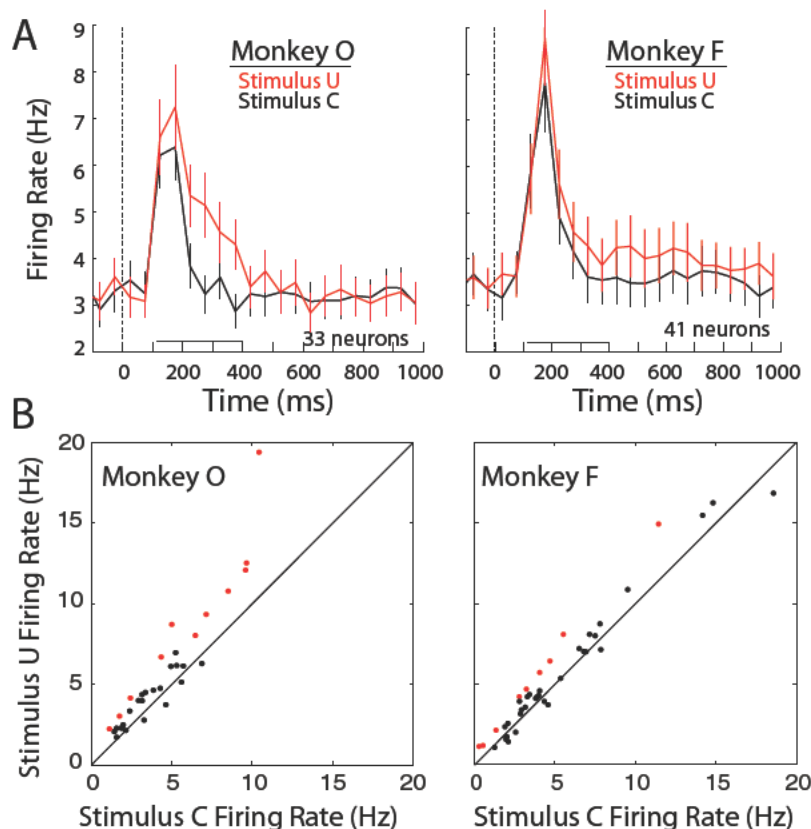 A
Monkey O
Stimulus U
Stimulus C
Monkey F
Stimulus U
Stimulus C
Firing Rate (Hz)
9
8
7
6
5
4
3
2
33 neurons
41 neurons
0 200 400 600 800 1000
0 200 400 600 800 1000
Time (ms)
Time (ms)
B
Monkey O
Monkey F
Stimulus U Firing Rate (Hz)
20
15
10
5
0
0 5 10 15 20
0 5 10 15 20
Stimulus C Firing Rate (Hz)
Stimulus C Firing Rate (Hz)